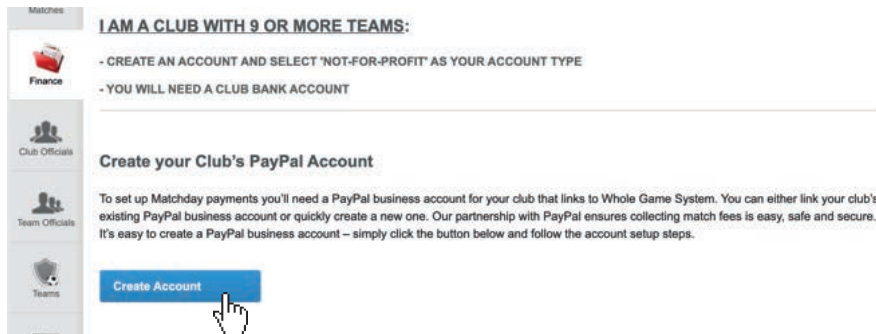 Matches
Finance
Club Officials
Team Officials
Teams
I AM A CLUB WITH 9 OR MORE TEAMS:
- CREATE AN ACCOUNT AND SELECT 'NOT-FOR-PROFIT' AS YOUR ACCOUNT TYPE
- YOU WILL NEED A CLUB BANK ACCOUNT
Create your Club's PayPal Account
To set up Matchday payments you'll need a PayPal business account for your club that links to Whole Game System. You can either link your club's
existing PayPal business account or quickly create a new one. Our partnership with PayPal ensures collecting match fees is easy, safe and secure.
It's easy to create a PayPal business account – simply click the button below and follow the account setup steps.
Create Account